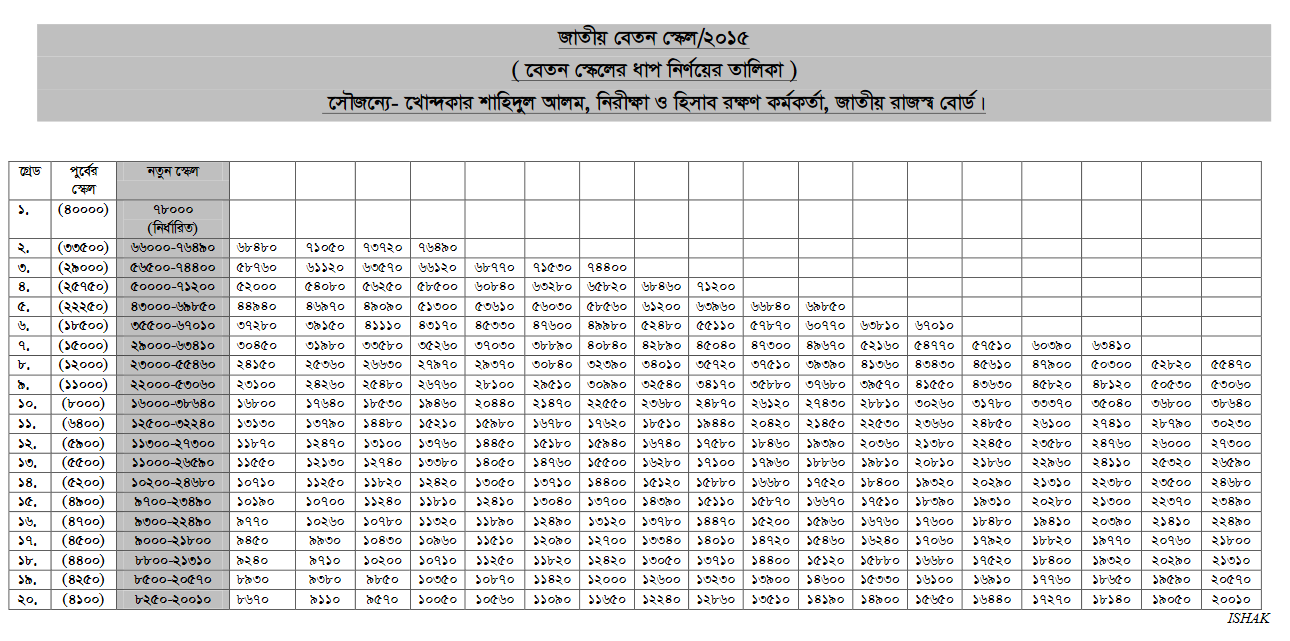 জাতীয় বেতন স্কেল/২০১৫
( বেতন স্কেলের ধাপ নির্ণয়ের তালিকা )
সৌজন্যে- খোন্দকার শাহিদুল আলম, নিরীক্ষা ও হিসাব রক্ষণ কর্মকর্তা, জাতীয় রাজস্ব বোর্ড।
গ্রেড পুর্বের স্কেল নতুন স্কেল
১. (৪০০০০) ৭৮০০০ (নির্ধারিত)
২. (৩৩৫০০) ৬৬০০০-৭৬৪৯০ ৬৮৪৮০ ৭১০৫০ ৭৩৭২০ ৭৬৪৯০
৩. (২৯০০০) ৫৬৫০০-৭৪৪০০ ৫৮৭৬০ ৬১১২০ ৬৩৫৭০ ৬৬১২০ ৬৮৭৭০ ৭১৫৩০ ৭৪৪০০
৪. (২৫৭৫০) ৫০০০০-৭১২০০ ৫২০০০ ৫৪০৮০ ৫৬২৫০ ৫৮৫০০ ৬০৮৪০ ৬৩২৮০ ৬৫৮২০ ৬৮৪৬০ ৭১২০০
৫. (২২২৫০) ৪৩০০০-৬৯৮৫০ ৪৪৯৪০ ৪৬৯৭০ ৪৯০৯০ ৫১৩০০ ৫৩৬১০ ৫৬০৩০ ৫৮৫৬০ ৬১২০০ ৬৩৯৬০ ৬৬৮৪০ ৬৯৮৫০
৬. (১৮৫০০) ৩৫৫০০-৬৭০১০ ৩৭২৮০ ৩৯১৫০ ৪১১১০ ৪৩১৭০ ৪৫৩৩০ ৪৭৬০০ ৪৯৯৮০ ৫২৪৮০ ৫৫১১০ ৫৭৮৭০ ৬০৭৭০ ৬৩৮১০ ৬৭০১০
৭. (১৫০০০) ২৯০০০-৬৩৪১০ ৩০৪৫০ ৩১৯৮০ ৩৩৫৮০ ৩৫২৬০ ৩৭০৩০ ৩৮৮৯০ ৪০৮৪০ ৪২৮৯০ ৪৫০৪০ ৪৭৩০০ ৪৯৬৭০ ৫২১৬০ ৫৪৭৭০ ৫৭৫১০ ৬০৩৯০ ৬৩৪১০
৮. (১২০০০) ২৩০০০-৫৫৪৬০ ২৪১৫০ ২৫৩৬০ ২৬৬৩০ ২৭৯৭০ ২৯৩৭০ ৩০৮৪০ ৩২৩৯০ ৩৪০১০ ৩৫৭২০ ৩৭৫১০ ৩৯৩৯০ ৪১৩৬০ ৪৩৪৩০ ৪৫৬১০ ৪৭৯০০ ৫০৩০০ ৫২৮২০ ৫৫৪৭০
৯. (১১০০০) ২২০০০-৫৩০৬০ ২৩১০০ ২৪২৬০ ২৫৪৮০ ২৬৭৬০ ২৮১০০ ২৯৫১০ ৩০৯৯০ ৩২৫৪০ ৩৪১৭০ ৩৫৮৮০ ৩৭৬৮০ ৩৯৫৭০ ৪১৫৫০ ৪৩৬৩০ ৪৫৮২০ ৪৮১২০ ৫০৫৩০ ৫৩০৬০
১০. (৮০০০) ১৬০০০-৩৮৬৪০ ১৬৮০০ ১৭৬৪০ ১৮৫৩০ ১৯৪৬০ ২০৪৪০ ২১৪৭০ ২২৫৫০ ২৩৬৮০ ২৪৮৭০ ২৬১২০ ২৭৪৩০ ২৮৮১০ ৩০২৬০ ৩১৭৮০ ৩৩৩৭০ ৩৫০৪০ ৩৬৮০০ ৩৮৬৪০
১১. (৬৪০০) ১২৫০০-৩২২৪০ ১৩১৩০ ১৩৭৯০ ১৪৪৮০ ১৫২১০ ১৫৯৮০ ১৬৭৮০ ১৭৬২০ ১৮৫১০ ১৯৪৪০ ২০৪২০ ২১৪৫০ ২২৫৩০ ২৩৬৬০ ২৪৮৫০ ২৬১০০ ২৭৪১০ ২৮৭৯০ ৩০২৩০
১২. (৫৯০০) ১১৩০০-২৭৩০০ ১১৮৭০ ১২৪৭০ ১৩১০০ ১৩৭৬০ ১৪৪৫০ ১৫১৮০ ১৫৯৪০ ১৬৭৪০ ১৭৫৮০ ১৮৪৬০ ১৯৩৯০ ২০৩৬০ ২১৩৮০ ২২৪৫০ ২৩৫৮০ ২৪৭৬০ ২৬০০০ ২৭৩০০
১৩. (৫৫০০) ১১০০০-২৬৫৯০ ১১৫৫০ ১২১৩০ ১২৭৪০ ১৩৩৮০ ১৪০৫০ ১৪৭৬০ ১৫৫০০ ১৬২৮০ ১৭১০০ ১৭৯৬০ ১৮৮৬০ ১৯৮১০ ২০৮১০ ২১৮৬০ ২২৯৬০ ২৪১১০ ২৫৩২০ ২৬৫৯০
১৪. (৫২০০) ১০২০০-২৪৬৮০ ১০৭১০ ১১২৫০ ১১৮২০ ১২৪২০ ১৩০৫০ ১৩৭১০ ১৪৪০০ ১৫১২০ ১৫৮৮০ ১৬৬৮০ ১৭৫২০ ১৮৪০০ ১৯৩২০ ২০২৯০ ২১৩১০ ২২৩৮০ ২৩৫০০ ২৪৬৮০
১৫. (৪৯০০) ৯৭০০-২৩৪৯০ ১০১৯০ ১০৭০০ ১১২৪০ ১১৮১০ ১২৪১০ ১৩০৪০ ১৩৭০০ ১৪৩৯০ ১৫১১০ ১৫৮৭০ ১৬৬৭০ ১৭৫১০ ১৮৩৯০ ১৯৩১০ ২০২৮০ ২১৩০০ ২২৩৭০ ২৩৪৯০
১৬. (৪৭০০) ৯৩০০-২২৪৯০ ৯৭৭০ ১০২৬০ ১০৭৮০ ১১৩২০ ১১৮৯০ ১২৪৯০ ১৩১২০ ১৩৭৮০ ১৪৪৭০ ১৫২০০ ১৫৯৬০ ১৬৭৬০ ১৭৬০০ ১৮৪৮০ ১৯৪১০ ২০৩৯০ ২১৪১০ ২২৪৯০
১৭. (৪৫০০) ৯০০০-২১৮০০ ৯৪৫০ ৯৯৩০ ১০৪৩০ ১০৯৬০ ১১৫১০ ১২০৯০ ১২৭০০ ১৩৩৪০ ১৪০১০ ১৪৭২০ ১৫৪৬০ ১৬২৪০ ১৭০৬০ ১৭৯২০ ১৮৮২০ ১৯৭৭০ ২০৭৬০ ২১৮০০
১৮. (৪৪০০) ৮৮০০-২১৩১০ ৯২৪০ ৯৭১০ ১০২০০ ১০৭১০ ১১২৫০ ১১৮২০ ১২৪২০ ১৩০৫০ ১৩৭১০ ১৪৪০০ ১৫১২০ ১৫৮৮০ ১৬৬৮০ ১৭৫২০ ১৮৪০০ ১৯৩২০ ২০২৯০ ২১৩১০
১৯. (৪২৫০) ৮৫০০-২০৫৭০ ৮৯৩০ ৯৩৮০ ৯৮৫০ ১০৩৫০ ১০৮৭০ ১১৪২০ ১২০০০ ১২৬০০ ১৩২৩০ ১৩৯০০ ১৪৬০০ ১৫৩৩০ ১৬১০০ ১৬৯১০ ১৭৭৬০ ১৮৬৫০ ১৯৫৯০ ২০৫৭০
২০. (৪১০০) ৮২৫০-২০০১০ ৮৬৭০ ৯১১০ ৯৫৭০ ১০০৫০ ১০৫৬০ ১১০৯০ ১১৬৫০ ১২২৪০ ১২৮৬০ ১৩৫১০ ১৪১৯০ ১৪৯০০ ১৫৬৫০ ১৬৪৪০ ১৭২৭০ ১৮১৪০ ১৯০৫০ ২০০১০
ISHAK